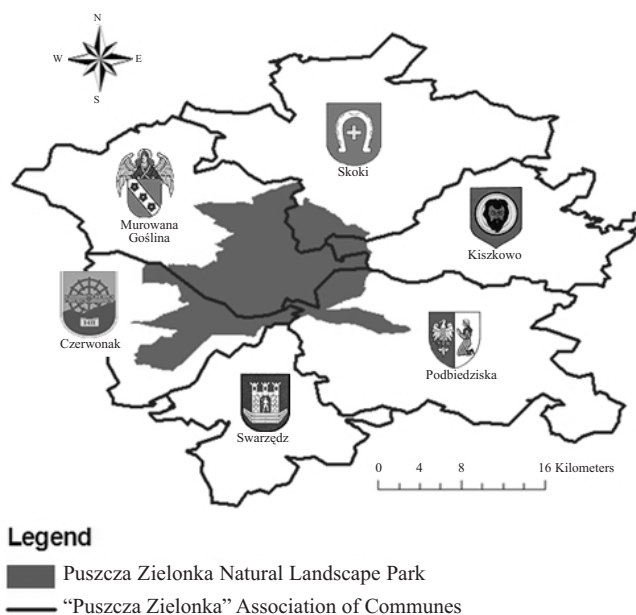 N
W E
S
Skoki
Murowana
Goślina
Kiszkowo
Czerwonak
Podbiedziska
Swarzędz
0 4 8 16 Kilometers
Legend
Puszcza Zielonka Natural Landscape Park
“Puszcza Zielonka” Association of Communes